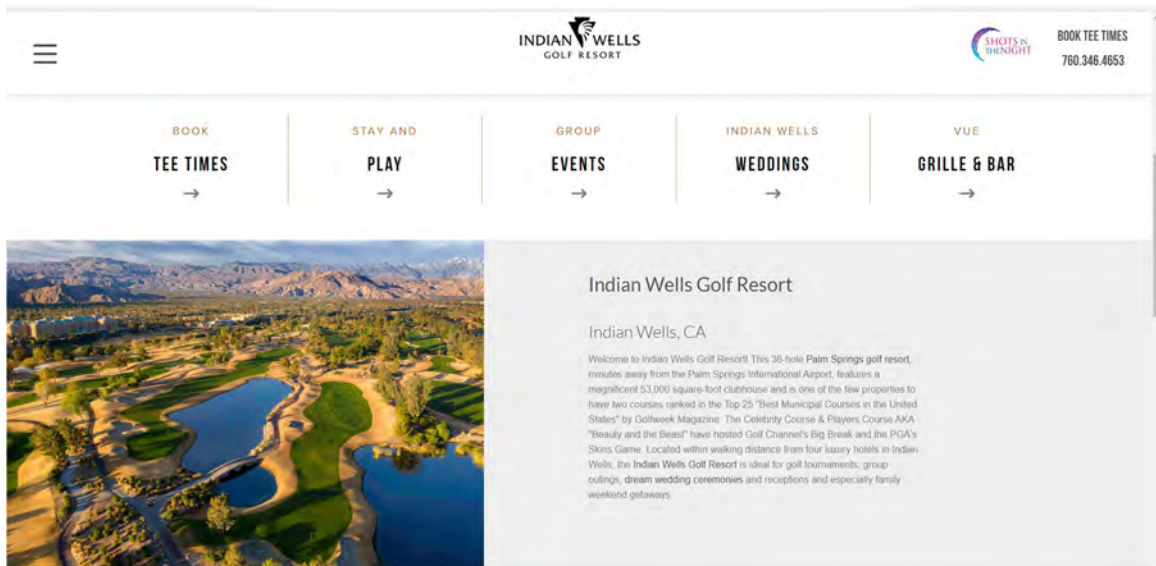 INDIAN WELLS
GOLF RESORT
SHOTS IN
THE NIGHT
BOOK TEE TIMES
760.346.4653
BOOK
TEE TIMES
→
STAY AND
PLAY
→
GROUP
EVENTS
→
INDIAN WELLS
WEDDINGS
→
VUE
GRILLE & BAR
→
Indian Wells Golf Resort
Indian Wells, CA
Welcome to Indian Wells Golf Resort! This 36-hole Palm Springs golf resort,
minutes away from the Palm Springs International Airport, features a
magnificent 53,000 square-foot clubhouse and is one of the few properties to
have two courses ranked in the Top 25 "Best Municipal Courses in the United
States" by Golfweek Magazine. The Celebrity Course & Players Course AKA
"Beauty and the Beast" have hosted Golf Channel's Big Break and the PGA's
Skins Game. Located within walking distance from four luxury hotels in Indian
Wells, the Indian Wells Golf Resort is ideal for golf tournaments, group
outings, dream wedding ceremonies and receptions and especially family
weekend getaways.